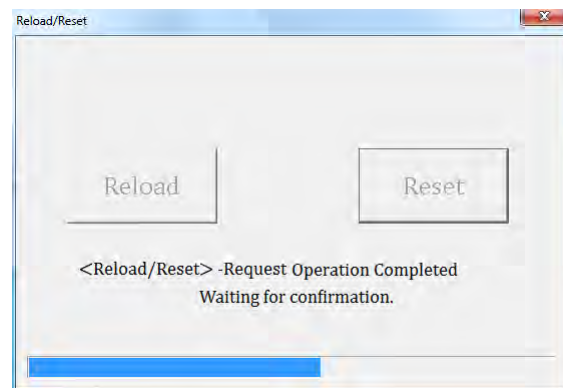 Reload/Reset
Reload Reset
<Reload/Reset> -Request Operation Completed
Waiting for confirmation.